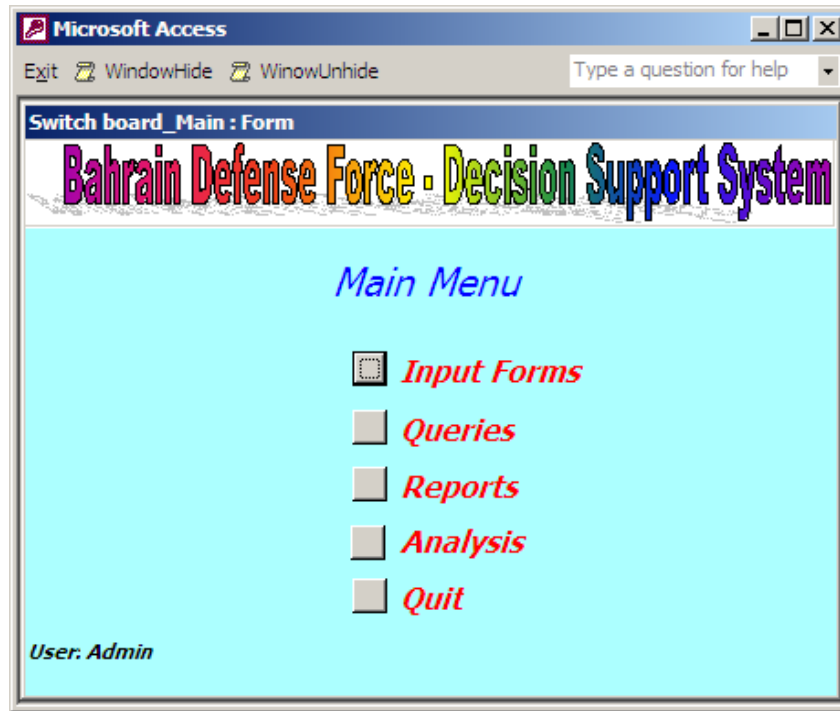 Microsoft Access
Exit WindowHide WinowUnhide Type a question for help
Switch board_Main : Form
Bahrain Defense Force - Decision Support System
Main Menu
Input Forms
Queries
Reports
Analysis
Quit
User: Admin